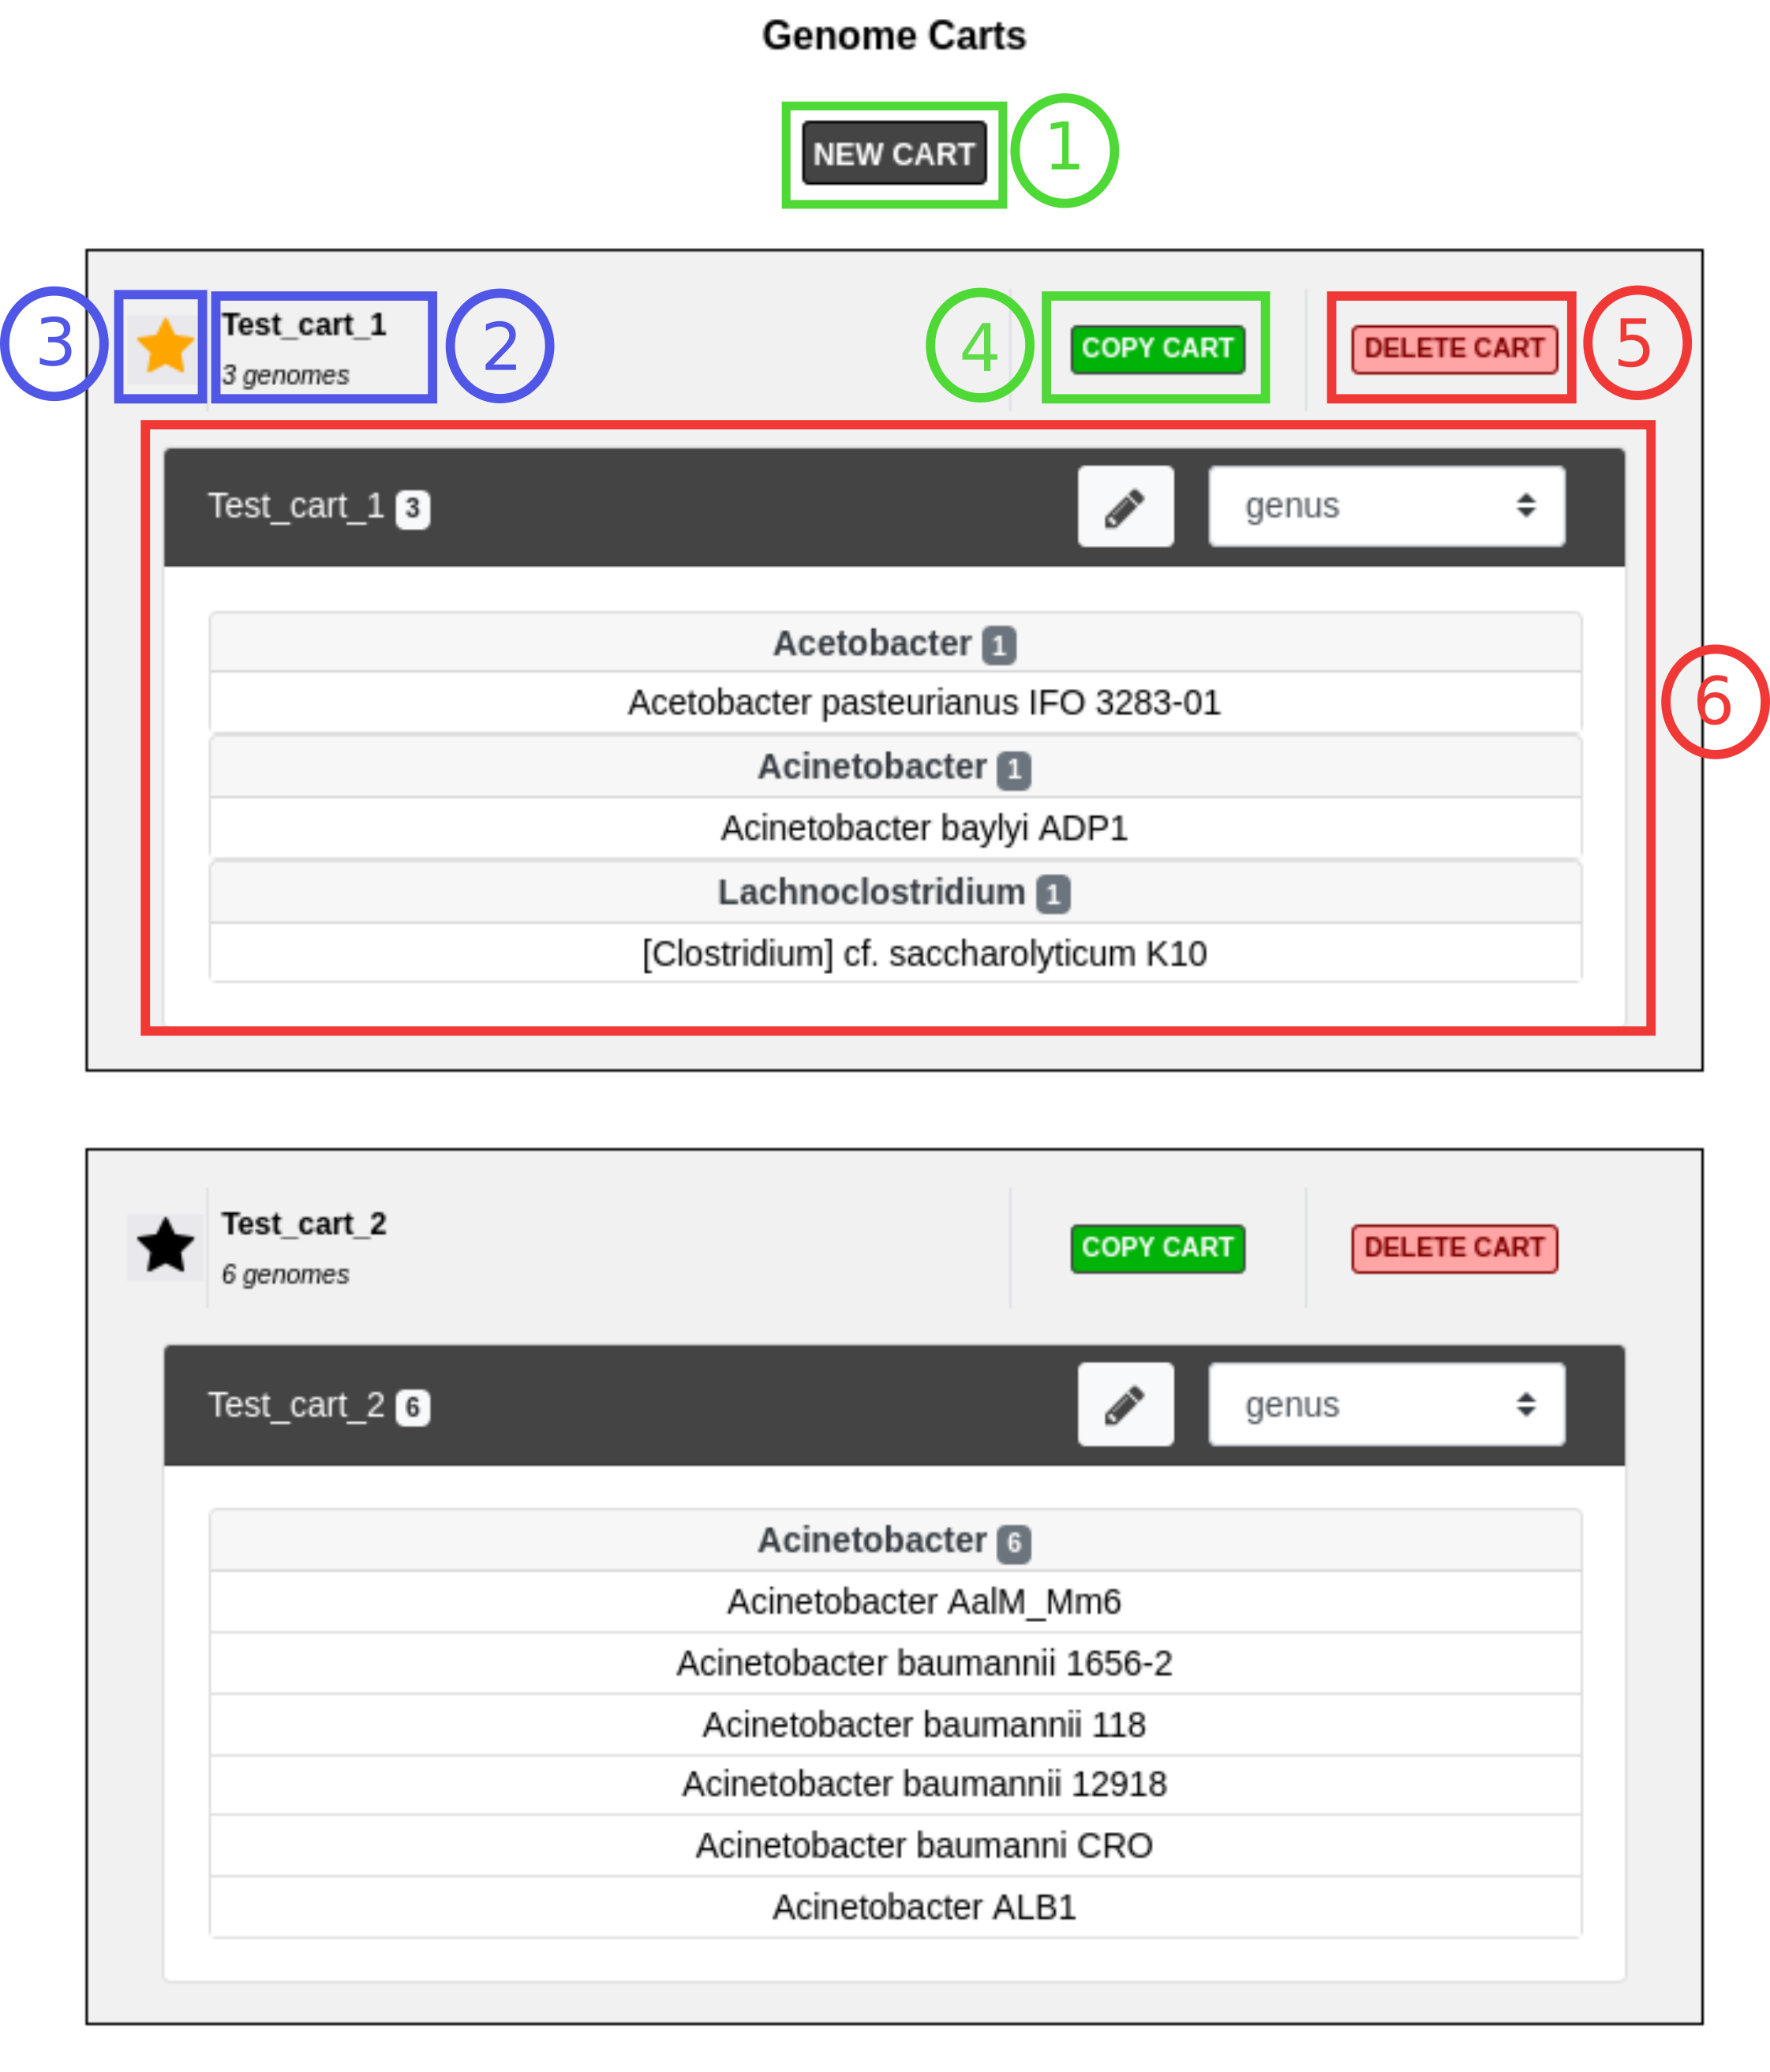 Genome Carts
NEW CART 1
3 Test_cart_1 2 4 COPY CART DELETE CART 5
3 genomes
Test_cart_1 3 genus
Acetobacter 1
Acetobacter pasteurianus IFO 3283-01
6
Acinetobacter 1
Acinetobacter baylyi ADP1
Lachnoclostridium 1
[Clostridium] cf. saccharolyticum K10
Test_cart_2 COPY CART DELETE CART
6 genomes
Test_cart_2 6 genus
Acinetobacter 6
Acinetobacter AalM_Mm6
Acinetobacter baumannii 1656-2
Acinetobacter baumannii 118
Acinetobacter baumannii 12918
Acinetobacter baumanni CRO
Acinetobacter ALB1